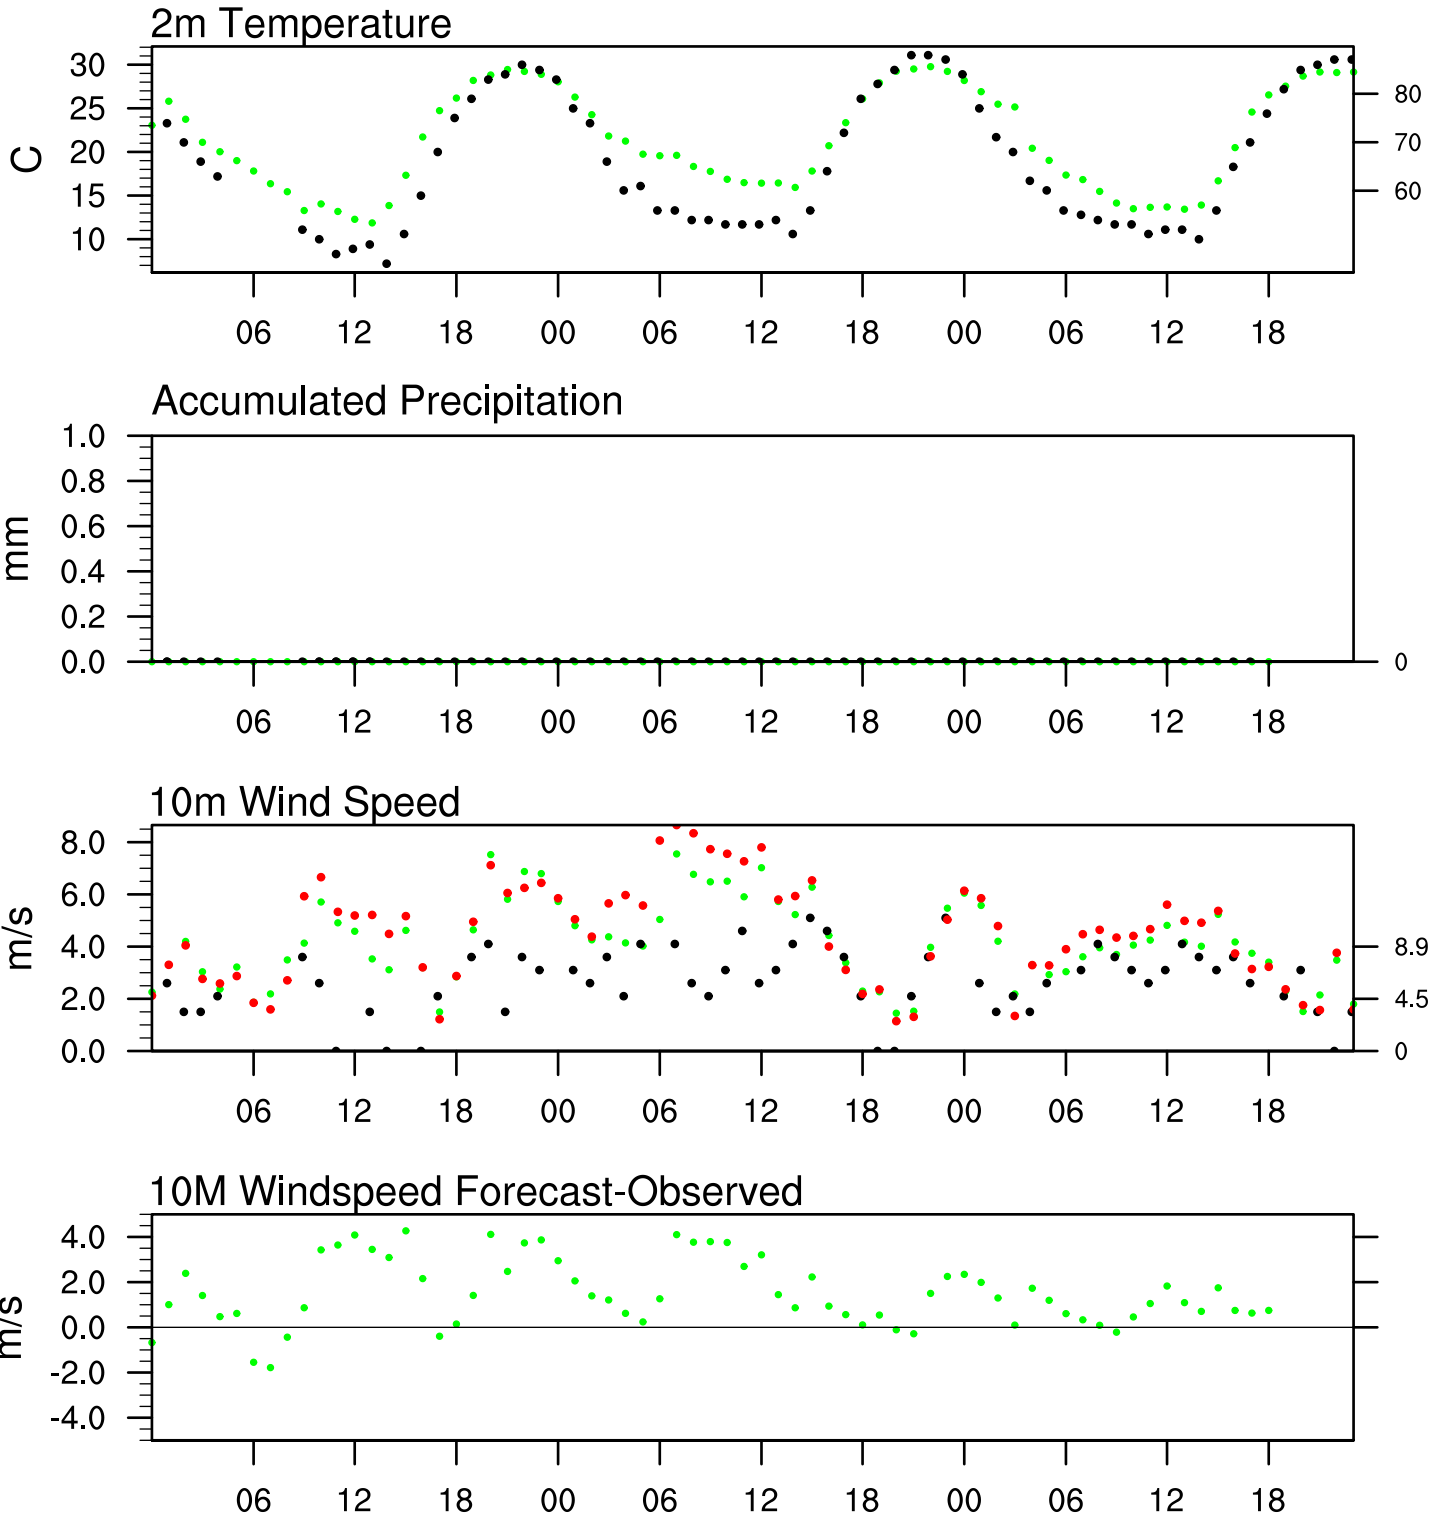 2m Temperature
30
25
20
15
10
C
80
70
60
06 12 18 00 06 12 18 00 06 12 18
Accumulated Precipitation
1.0
0.8
0.6
0.4
0.2
0.0
mm
0
06 12 18 00 06 12 18 00 06 12 18
10m Wind Speed
8.0
6.0
4.0
2.0
0.0
m/s
8.9
4.5
0
06 12 18 00 06 12 18 00 06 12 18
10M Windspeed Forecast-Observed
4.0
2.0
0.0
-2.0
-4.0
m/s
06 12 18 00 06 12 18 00 06 12 18